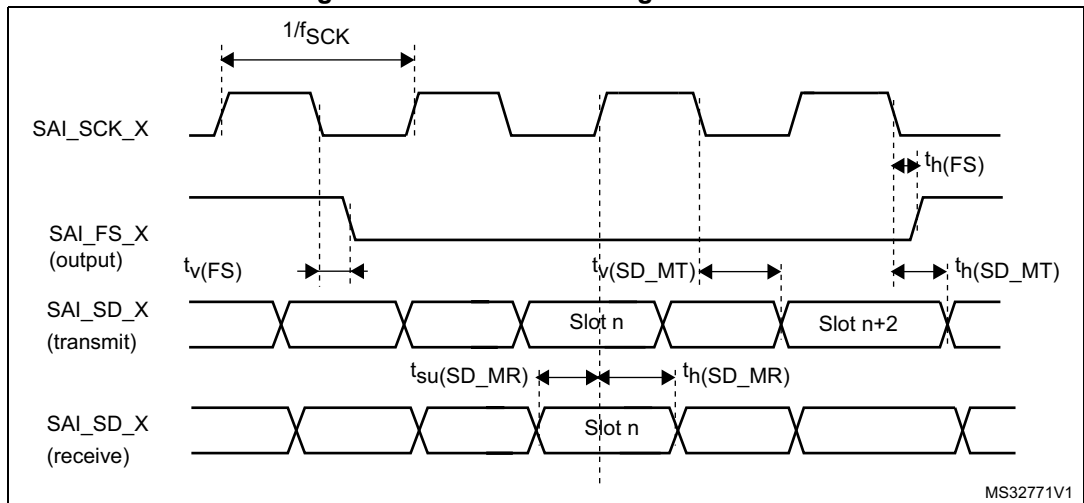 1/fSCK
SAI_SCK_X
th(FS)
SAI_FS_X
(output)
tv(FS)
tv(SD_MT)
th(SD_MT)
SAI_SD_X
(transmit)
Slot n
Slot n+2
tsu(SD_MR)
th(SD_MR)
SAI_SD_X
(receive)
Slot n
MS32771V1